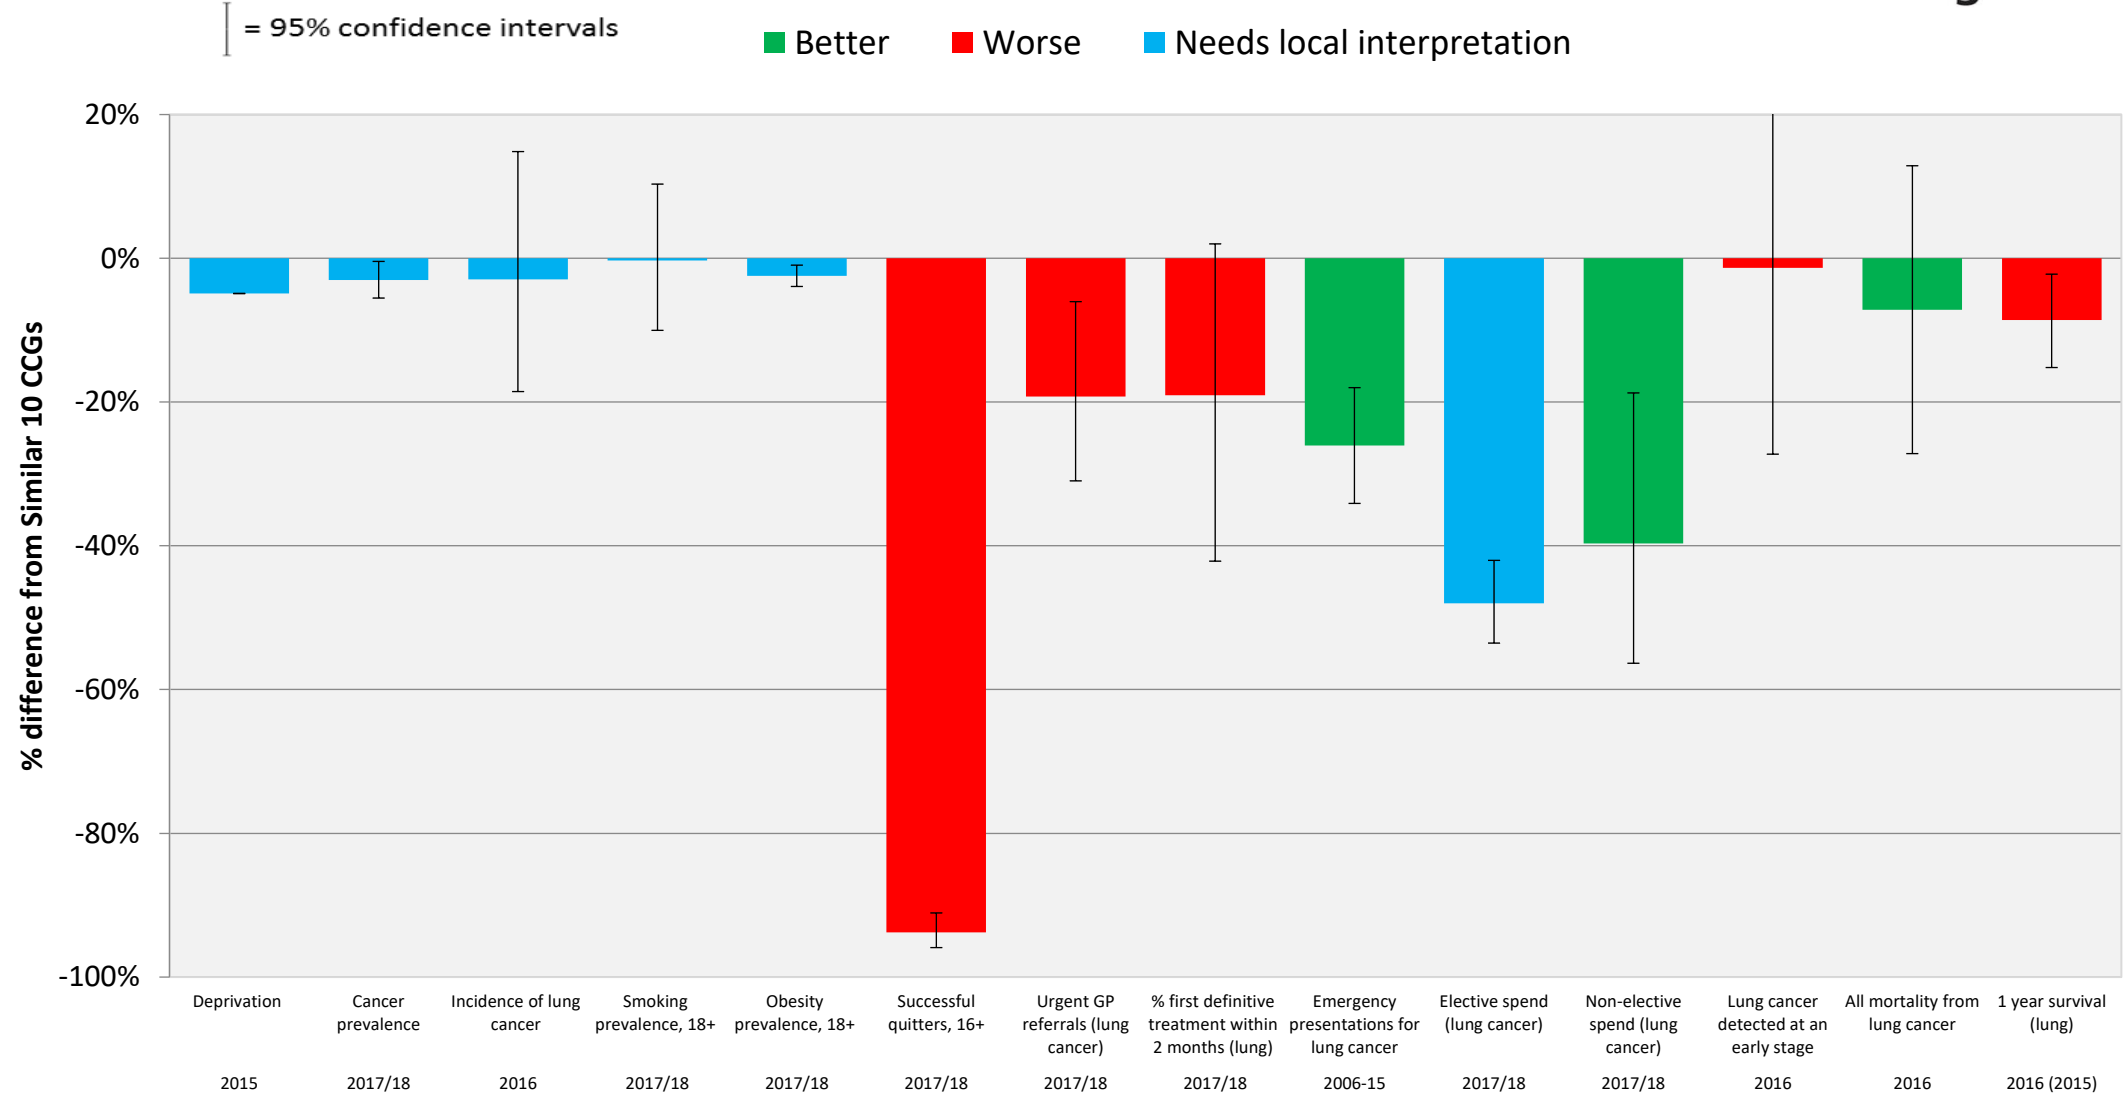 = 95% confidence intervals
Better
Worse
Needs local interpretation
% difference from Similar 10 CCGs
20%
0%
-20%
-40%
-60%
-80%
-100%
Deprivation
2015
Cancer
prevalence
2017/18
Incidence of lung
cancer
2016
Smoking
prevalence, 18+
2017/18
Obesity
prevalence, 18+
2017/18
Successful
quitters, 16+
2017/18
Urgent GP
referrals (lung
cancer)
2017/18
% first definitive
treatment within
2 months (lung)
2017/18
Emergency
presentations for
lung cancer
2006-15
Elective spend
(lung cancer)
2017/18
Non-elective
spend (lung
cancer)
2017/18
Lung cancer
detected at an
early stage
2016
All mortality from
lung cancer
2016
1 year survival
(lung)
2016 (2015)